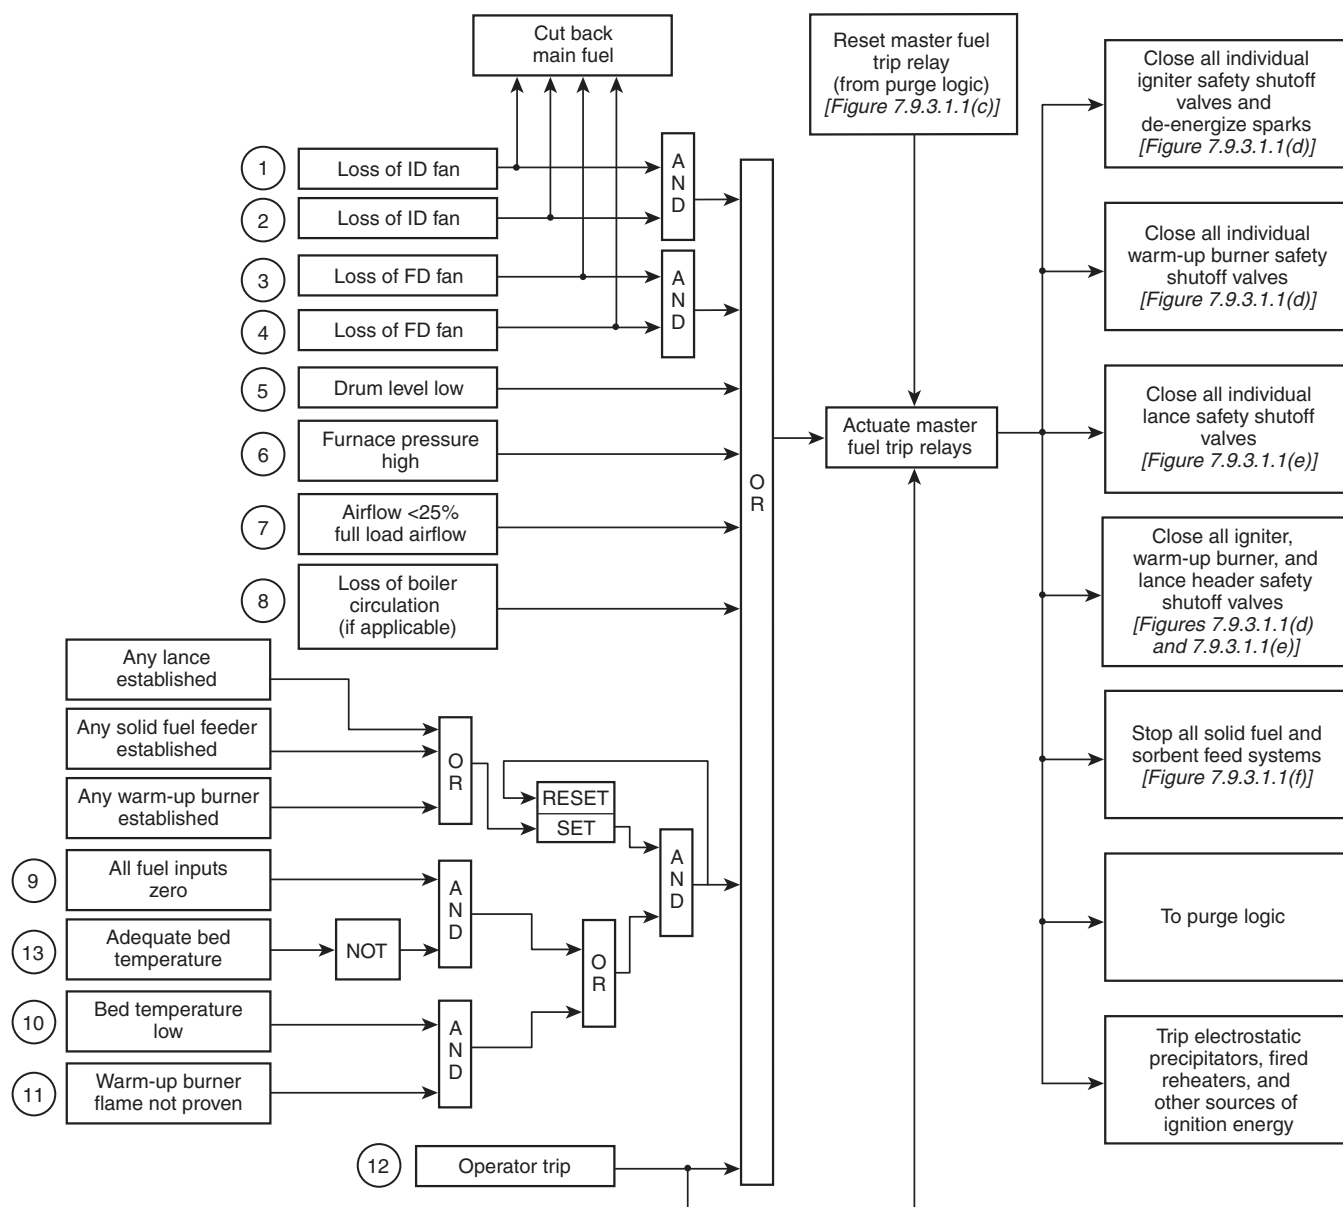 Cut back
main fuel
Reset master fuel
trip relay
(from purge logic)
[Figure 7.9.3.1.1(c)]
Close all individual
igniter safety shutoff
valves and
de-energize sparks
[Figure 7.9.3.1.1(d)]
1
Loss of ID fan
2
Loss of ID fan
AND
3
Loss of FD fan
4
Loss of FD fan
AND
Close all individual
warm-up burner safety
shutoff valves
[Figure 7.9.3.1.1(d)]
5
Drum level low
6
Furnace pressure
high
7
Airflow <25%
full load airflow
8
Loss of boiler
circulation
(if applicable)
OR
Actuate master
fuel trip relays
Close all individual
lance safety shutoff
valves
[Figure 7.9.3.1.1(e)]
Close all igniter,
warm-up burner, and
lance header safety
shutoff valves
[Figures 7.9.3.1.1(d)
and 7.9.3.1.1(e)]
Any lance
established
Any solid fuel feeder
established
Any warm-up burner
established
OR
RESET
SET
AND
Stop all solid fuel and
sorbent feed systems
[Figure 7.9.3.1.1(f)]
9
All fuel inputs
zero
13
Adequate bed
temperature
NOT
AND
OR
10
Bed temperature
low
11
Warm-up burner
flame not proven
AND
To purge logic
12
Operator trip
Trip electrostatic
precipitators, fired
reheaters, and
other sources of
ignition energy